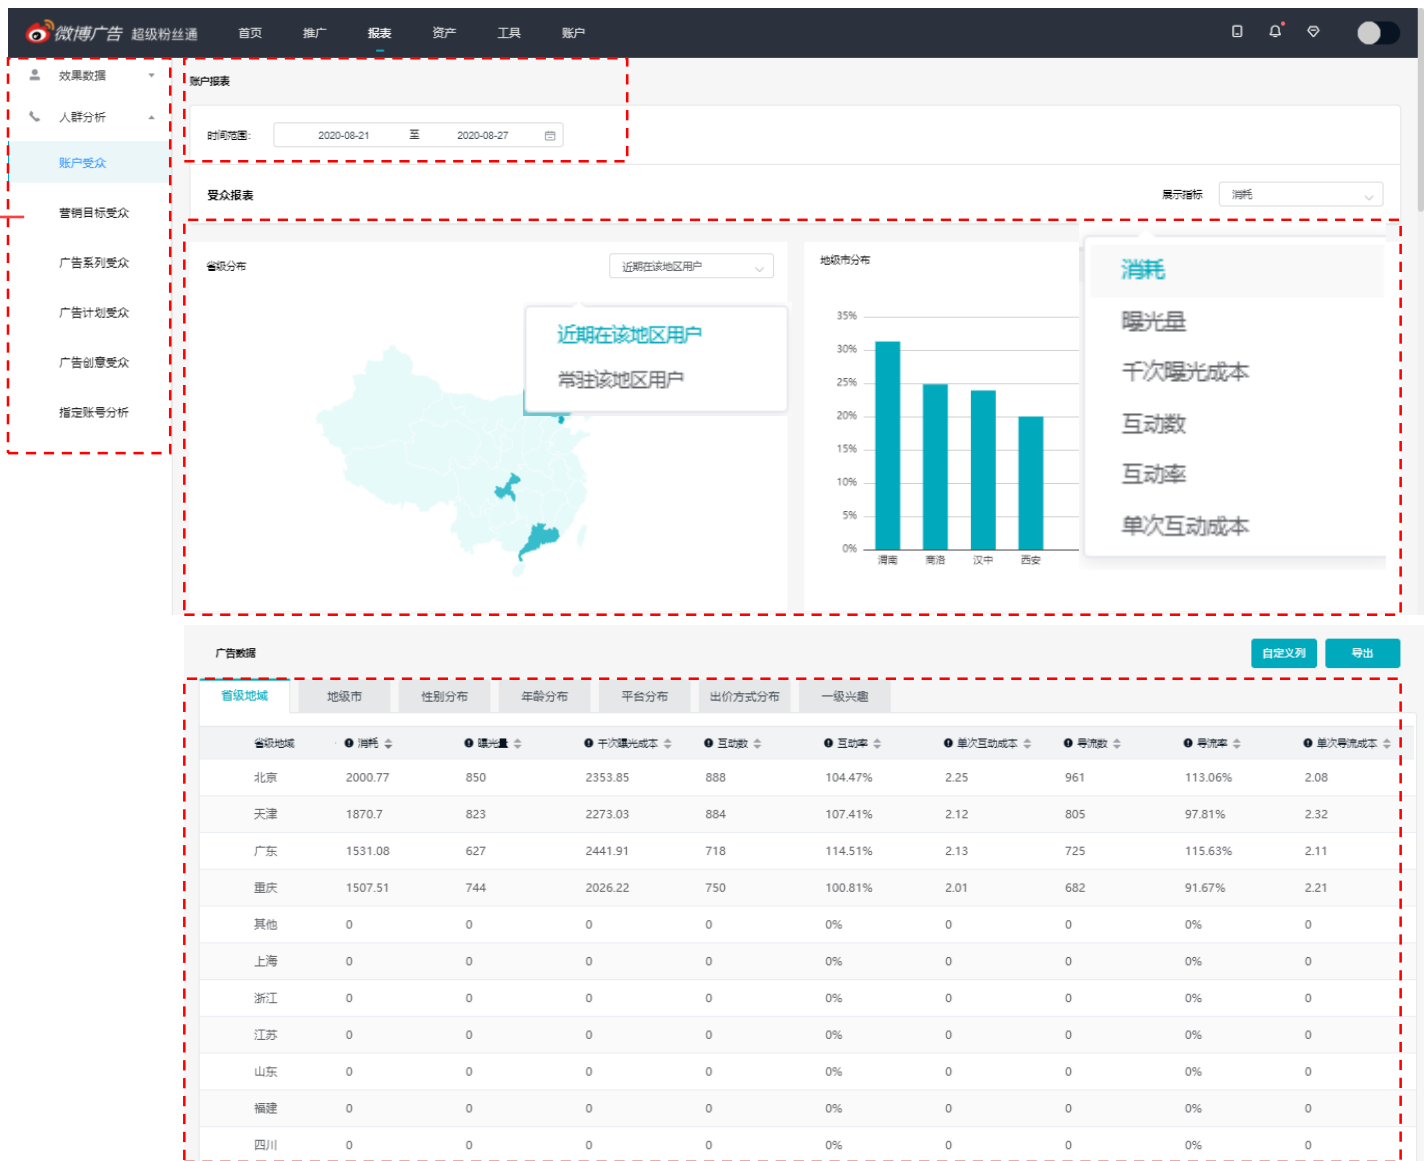 微博广告 超级粉丝通 首页 推广 报表 资产 工具 账户
效果数据
人群分析
账户受众
营销目标受众
广告系列受众
广告计划受众
广告创意受众
指定账号分析
账户报表
时间范围: 2020-08-21 至 2020-08-27
受众报表 展示指标 消耗
省级分布 近期在该地区用户
近期在该地区用户
常驻该地区用户
地级市分布
35%
30%
25%
20%
15%
10%
5%
0%
渭南 商洛 汉中 西安
消耗
曝光量
千次曝光成本
互动数
互动率
单次互动成本
广告数据 自定义列 导出
省级地域 地级市 性别分布 年龄分布 平台分布 出价方式分布 一级兴趣
省级地域 消耗 曝光量 千次曝光成本 互动数 互动率 单次互动成本 导流数 导流率 单次导流成本
北京 2000.77 850 2353.85 888 104.47% 2.25 961 113.06% 2.08
天津 1870.7 823 2273.03 884 107.41% 2.12 805 97.81% 2.32
广东 1531.08 627 2441.91 718 114.51% 2.13 725 115.63% 2.11
重庆 1507.51 744 2026.22 750 100.81% 2.01 682 91.67% 2.21
其他 0 0 0 0 0% 0 0 0% 0
上海 0 0 0 0 0% 0 0 0% 0
浙江 0 0 0 0 0% 0 0 0% 0
江苏 0 0 0 0 0% 0 0 0% 0
山东 0 0 0 0 0% 0 0 0% 0
福建 0 0 0 0 0% 0 0 0% 0
四川 0 0 0 0 0% 0 0 0% 0